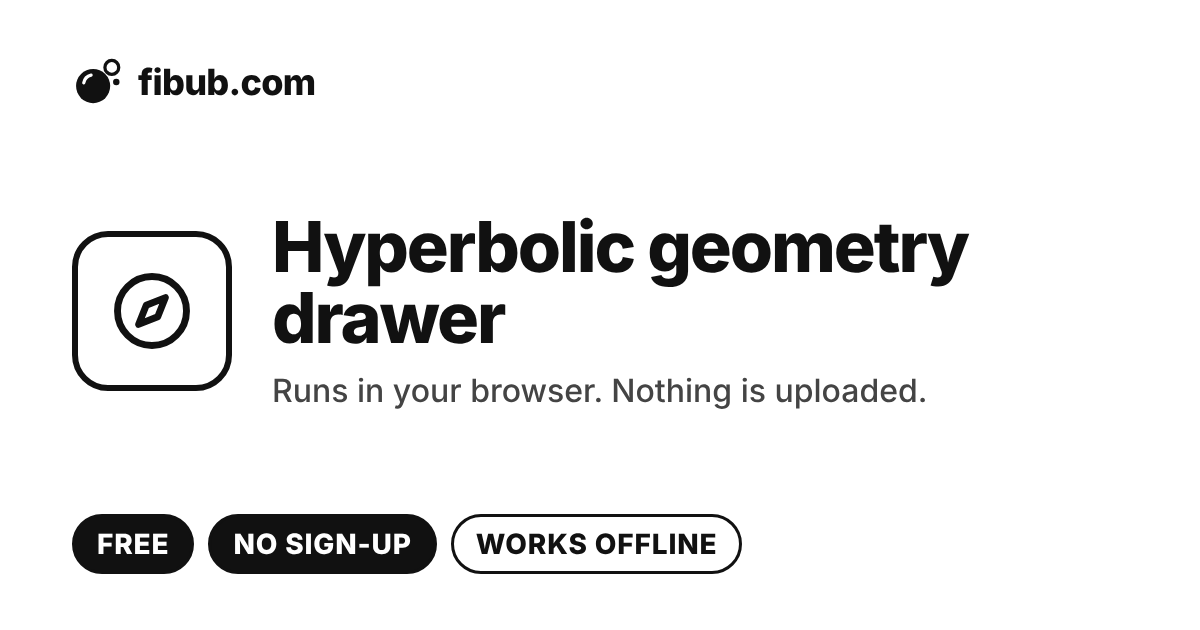 fibub.com
Hyperbolic geometry
drawer
Runs in your browser. Nothing is uploaded.
FREE
NO SIGN-UP
WORKS OFFLINE